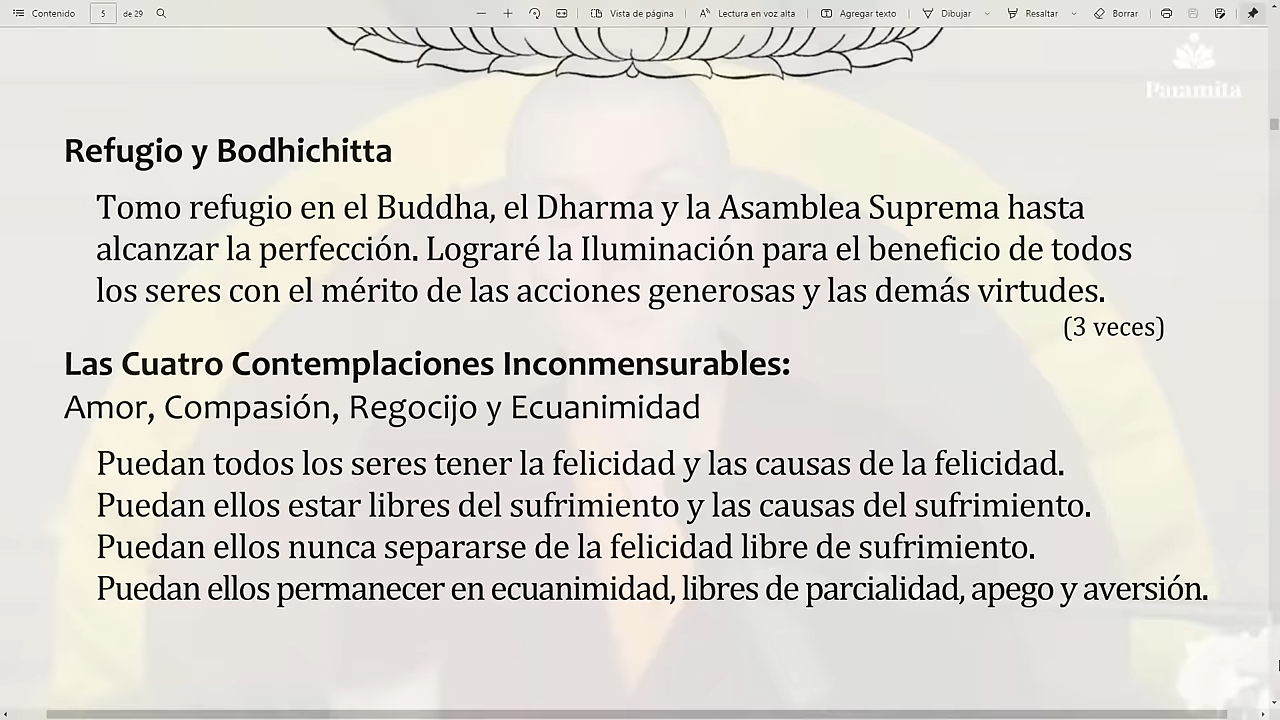 Contenido 5 de 29 Vista de página Lectura en voz alta Agregar texto Dibujar Resaltar Borrar
Paramita
Refugio y Bodhichitta
Tomo refugio en el Buddha, el Dharma y la Asamblea Suprema hasta
alcanzar la perfección. Lograré la Iluminación para el beneficio de todos
los seres con el mérito de las acciones generosas y las demás virtudes.
(3 veces)
Las Cuatro Contemplaciones Inconmensurables:
Amor, Compasión, Regocijo y Ecuanimidad
Puedan todos los seres tener la felicidad y las causas de la felicidad.
Puedan ellos estar libres del sufrimiento y las causas del sufrimiento.
Puedan ellos nunca separarse de la felicidad libre de sufrimiento.
Puedan ellos permanecer en ecuanimidad, libres de parcialidad, apego y aversión.